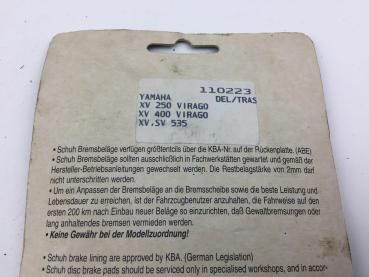 110223
YAMAHA DEL/TRAS
XV 250 VIRAGO
XV 400 VIRAGO
XV.SV 535
• Schuh Bremsbeläge verfügen größtenteils über die KBA-Nr. auf der Rückenplatte. (ABE)
• Schuh Bremsbeläge sollten ausschließlich in Fachwerkstätten gewartet und gemäß der
Hersteller-Betriebsanleitungen gewechselt werden. Die Restbelagstärke von 2mm darf
nicht unterschritten werden.
• Um ein Anpassen der Bremsbeläge an die Bremsscheibe sowie die beste Leistung und
Lebensdauer zu erreichen, ist der Fahrzeugbenutzer anzuhalten, die Fahrweise auf den
ersten 200 km nach Einbau neuer Beläge so einzurichten, daß Gewaltbremsungen oder
lang anhaltendes bremsen vermieden werden.
• Keine Gewähr bei der Modellzuordnung!
• Schuh brake lining are approved by KBA. (German Legislation)
• Schuh disc brake pads should be serviced only in specialised workshops, and in accor-